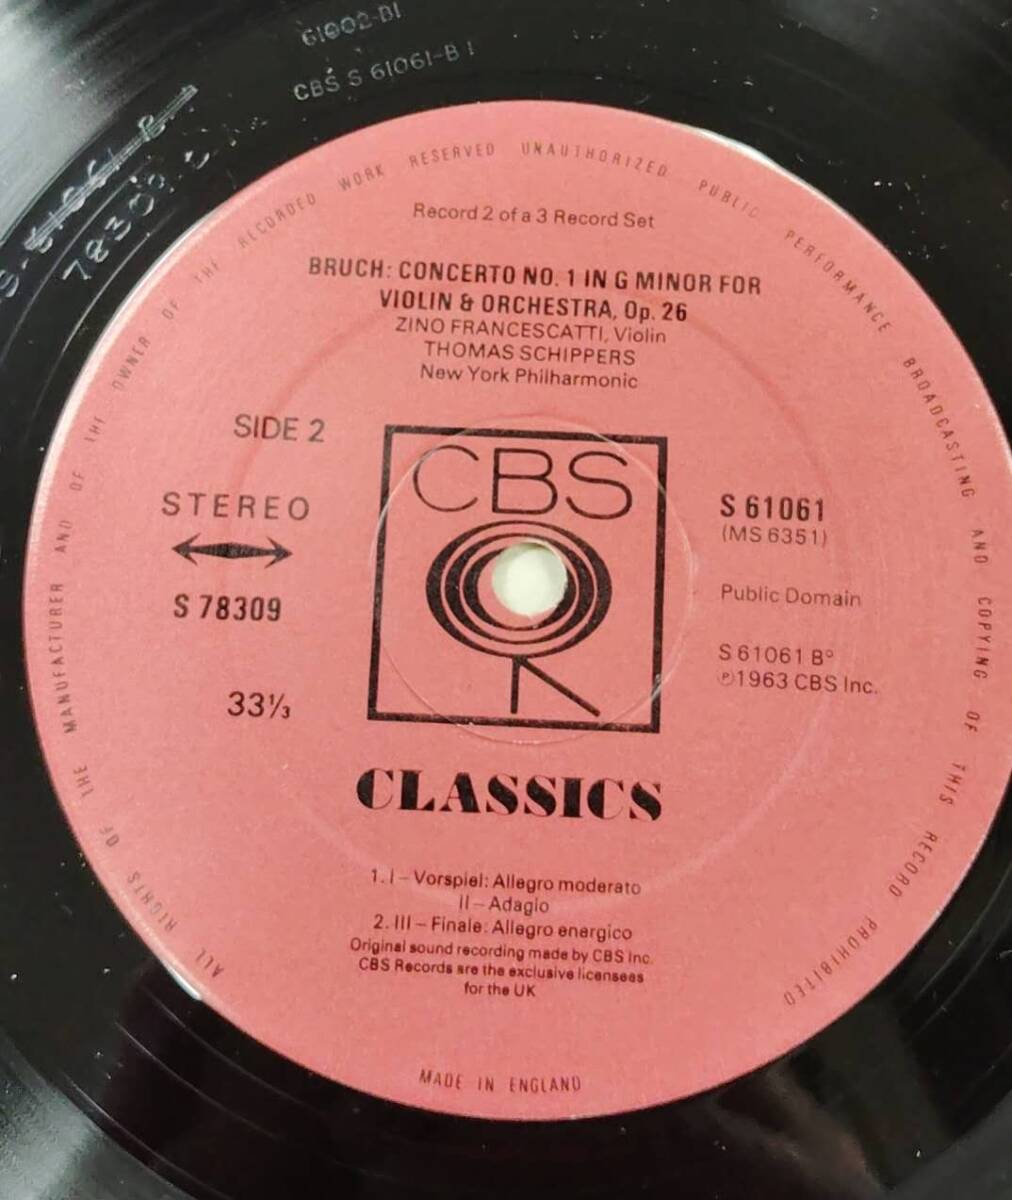 61002-B1
CBS S 61061-B 1
S-61061-B-
78309
ALL RIGHTS OF THE MANUFACTURER AND OF THE OWNER OF THE RECORDED WORK RESERVED UNAUTHORIZED PUBLIC PERFORMANCE BROADCASTING AND COPYING OF THIS RECORD PROHIBITED
Record 2 of a 3 Record Set
BRUCH: CONCERTO NO. 1 IN G MINOR FOR
VIOLIN & ORCHESTRA, Op. 26
ZINO FRANCESCATTI, Violin
THOMAS SCHIPPERS
New York Philharmonic
SIDE 2
STEREO
S 78309
33⅓
CBS
S 61061
(MS 6351)
Public Domain
S 61061 B°
℗1963 CBS Inc.
CLASSICS
1. I – Vorspiel: Allegro moderato
II – Adagio
2. III – Finale: Allegro energico
Original sound recording made by CBS Inc.
CBS Records are the exclusive licensees
for the UK
MADE IN ENGLAND